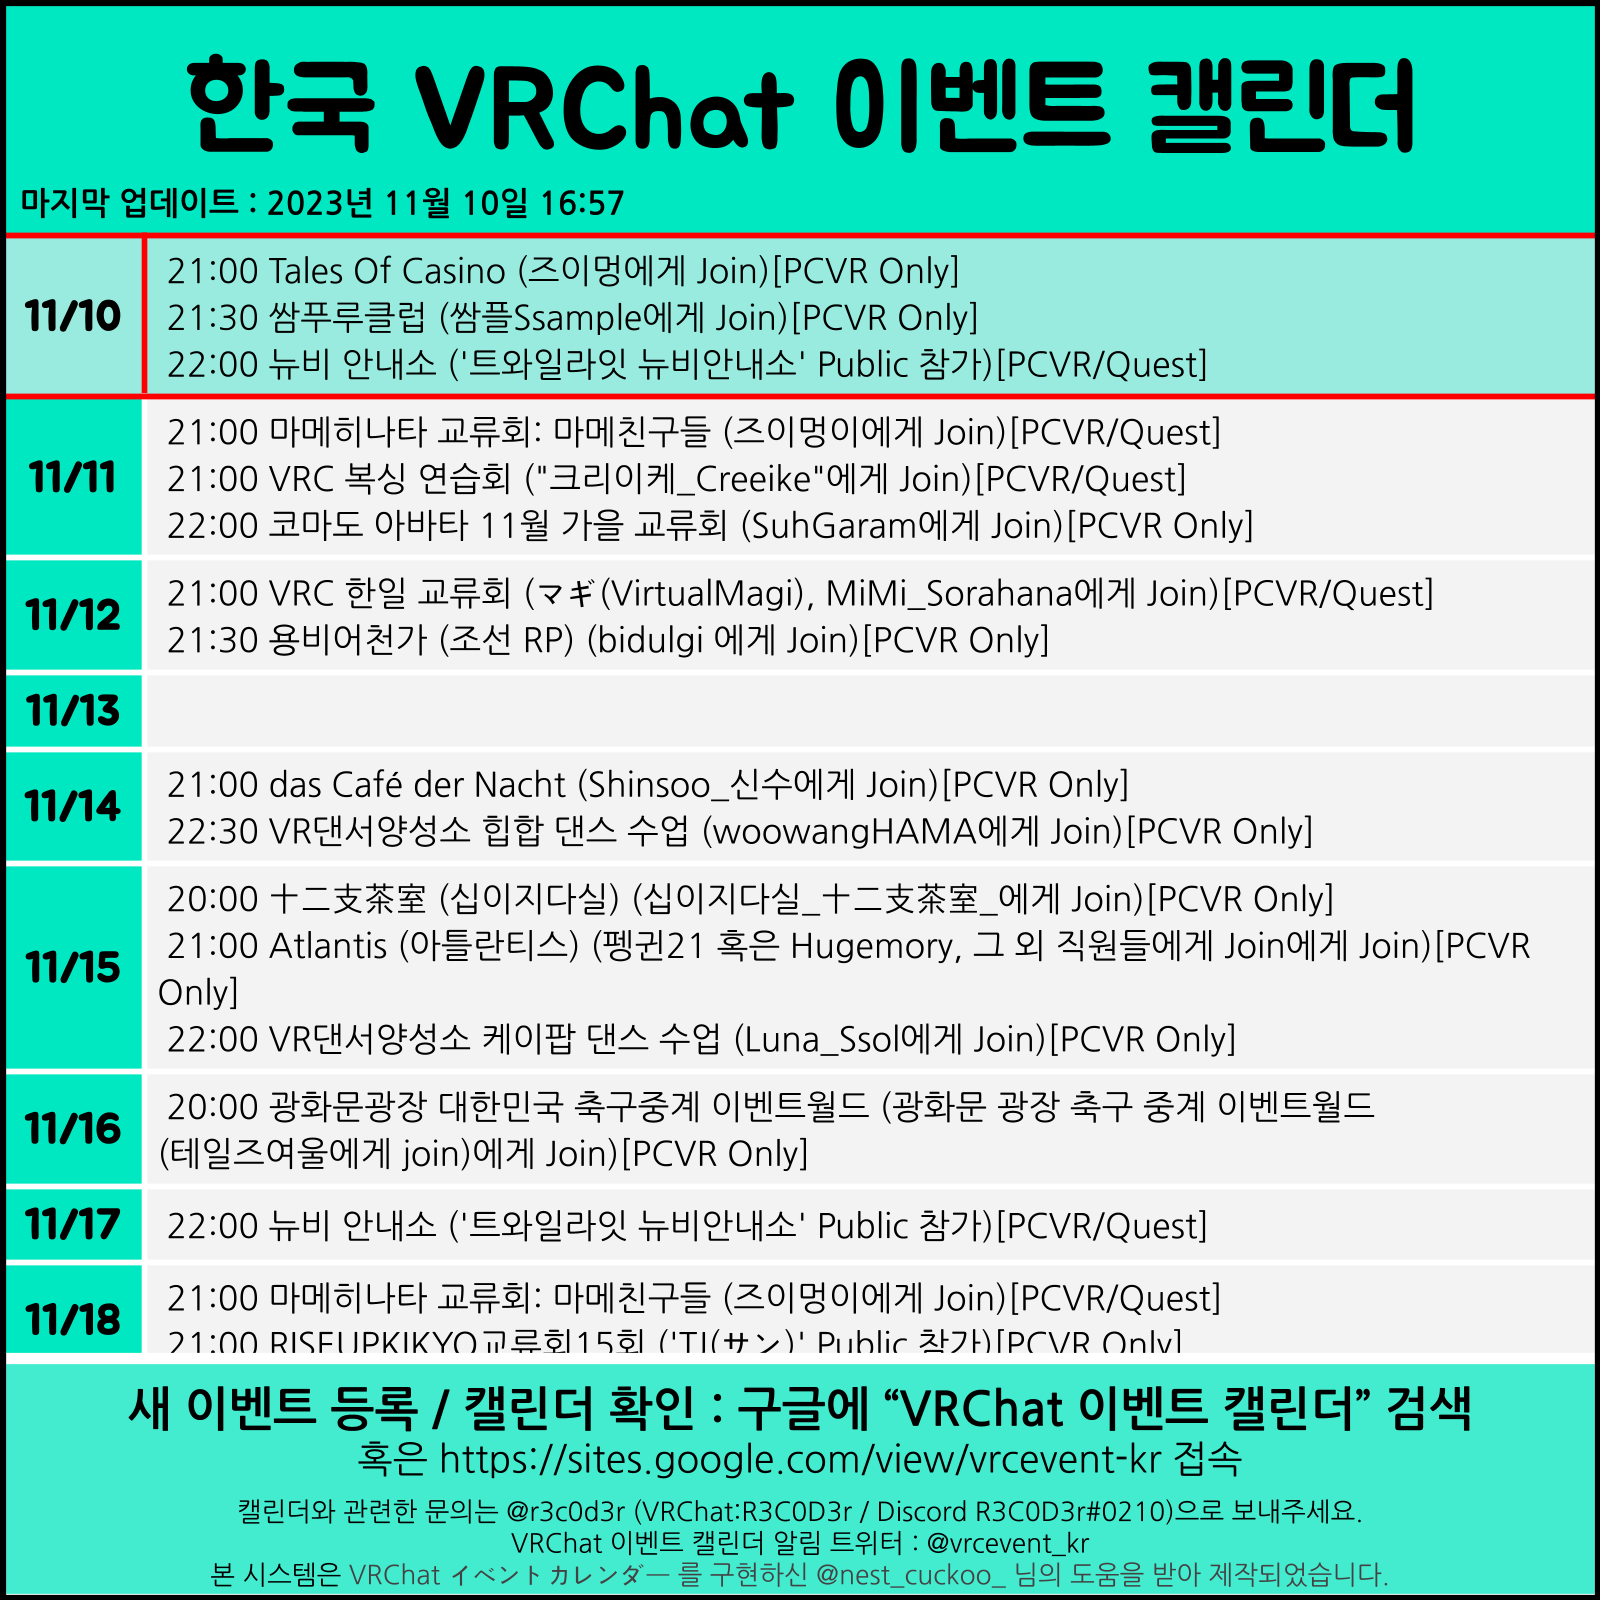 한국 VRChat 이벤트 캘린더
마지막 업데이트 : 2023년 11월 10일 16:57
11/10
21:00 Tales Of Casino (즈이멍에게 Join)[PCVR Only]
21:30 쌈푸루클럽 (쌈플Ssample에게 Join)[PCVR Only]
22:00 뉴비 안내소 ('트와일라잇 뉴비안내소' Public 참가)[PCVR/Quest]
11/11
21:00 마메히나타 교류회: 마메친구들 (즈이멍이에게 Join)[PCVR/Quest]
21:00 VRC 복싱 연습회 ("크리이케_Creeike"에게 Join)[PCVR/Quest]
22:00 코마도 아바타 11월 가을 교류회 (SuhGaram에게 Join)[PCVR Only]
11/12
21:00 VRC 한일 교류회 (マギ(VirtualMagi), MiMi_Sorahana에게 Join)[PCVR/Quest]
21:30 용비어천가 (조선 RP) (bidulgi 에게 Join)[PCVR Only]
11/13
11/14
21:00 das Café der Nacht (Shinsoo_신수에게 Join)[PCVR Only]
22:30 VR댄서양성소 힙합 댄스 수업 (woowangHAMA에게 Join)[PCVR Only]
11/15
20:00 十二支茶室 (십이지다실) (십이지다실_十二支茶室_에게 Join)[PCVR Only]
21:00 Atlantis (아틀란티스) (펭귄21 혹은 Hugemory, 그 외 직원들에게 Join에게 Join)[PCVR
Only]
22:00 VR댄서양성소 케이팝 댄스 수업 (Luna_Ssol에게 Join)[PCVR Only]
11/16
20:00 광화문광장 대한민국 축구중계 이벤트월드 (광화문 광장 축구 중계 이벤트월드
(테일즈여울에게 join)에게 Join)[PCVR Only]
11/17
22:00 뉴비 안내소 ('트와일라잇 뉴비안내소' Public 참가)[PCVR/Quest]
11/18
21:00 마메히나타 교류회: 마메친구들 (즈이멍이에게 Join)[PCVR/Quest]
21:00 RISEUPKIKYO교류회15회 ('TI(サン)' Public 참가)[PCVR Only]
새 이벤트 등록 / 캘린더 확인 : 구글에 “VRChat 이벤트 캘린더” 검색
혹은 https://sites.google.com/view/vrcevent-kr 접속
캘린더와 관련한 문의는 @r3c0d3r (VRChat:R3C0D3r / Discord R3C0D3r#0210)으로 보내주세요.
VRChat 이벤트 캘린더 알림 트위터 : @vrcevent_kr
본 시스템은 VRChat イベントカレンダー 를 구현하신 @nest_cuckoo_ 님의 도움을 받아 제작되었습니다.